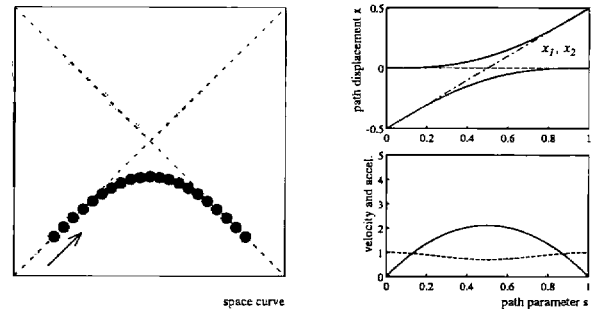 space curve
path displacement x
0.5
0
-0.5
x1, x2
0 0.2 0.4 0.6 0.8 1
velocity and accel.
5
4
3
2
1
0
0 0.2 0.4 0.6 0.8 1
path parameter s